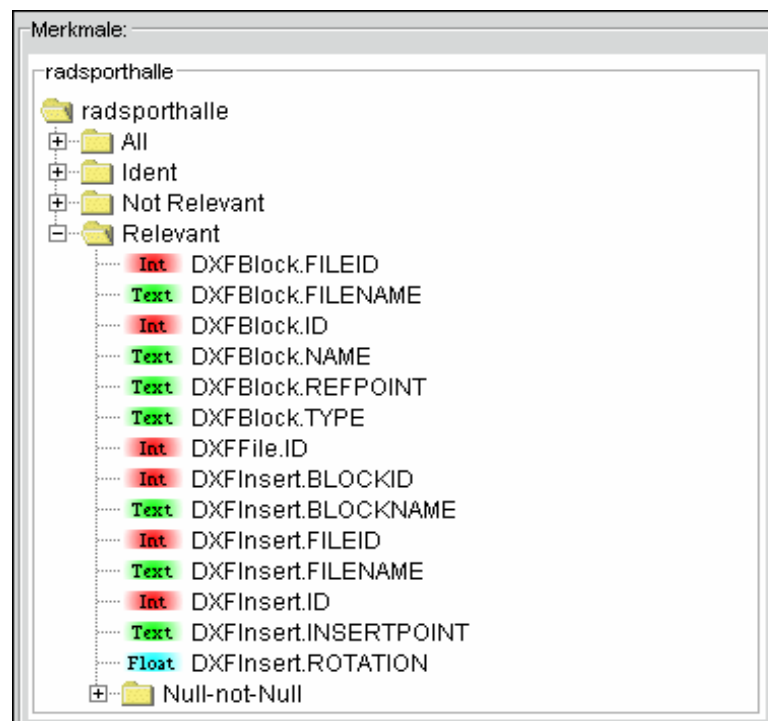 Merkmale:
radsporthalle
radsporthalle
All
Ident
Not Relevant
Relevant
Int DXFBlock.FILEID
Text DXFBlock.FILENAME
Int DXFBlock.ID
Text DXFBlock.NAME
Text DXFBlock.REFPOINT
Text DXFBlock.TYPE
Int DXFFile.ID
Int DXFInsert.BLOCKID
Text DXFInsert.BLOCKNAME
Int DXFInsert.FILEID
Text DXFInsert.FILENAME
Int DXFInsert.ID
Text DXFInsert.INSERTPOINT
Float DXFInsert.ROTATION
Null-not-Null